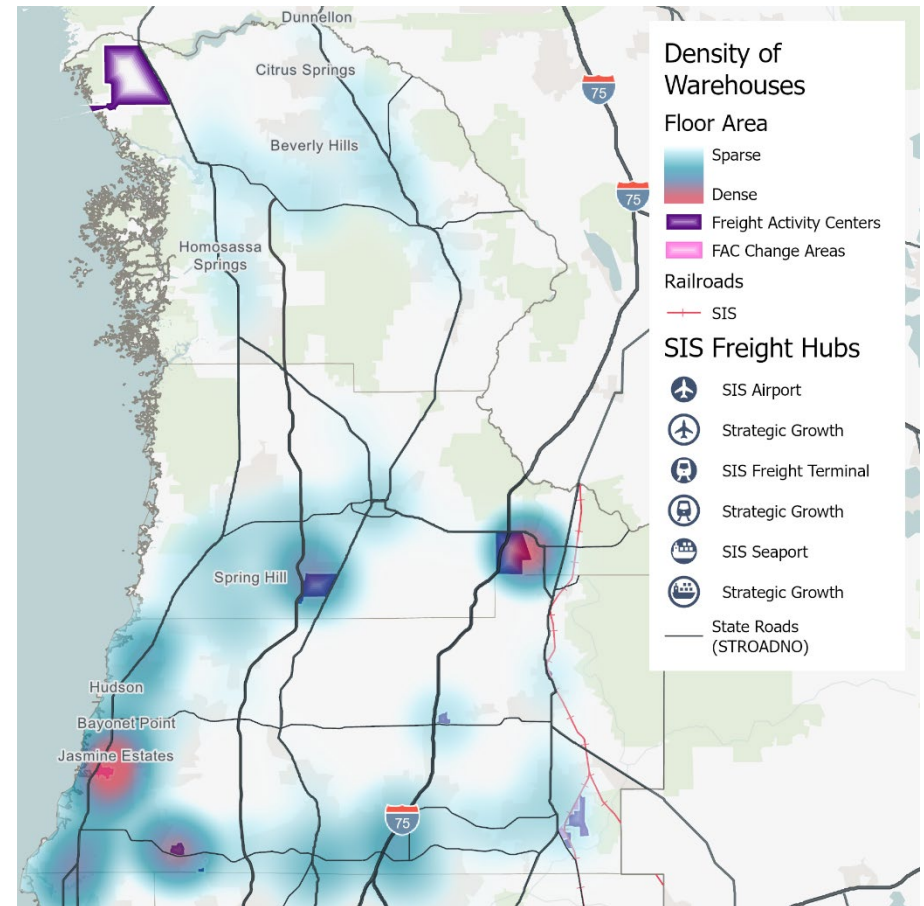 Dunnellon
Citrus Springs
75
Beverly Hills
75
Homosassa
Springs
Spring Hill
Hudson
Bayonet Point
Jasmine Estates
75
Density of
Warehouses
Floor Area
Sparse
Dense
Freight Activity Centers
FAC Change Areas
Railroads
SIS
SIS Freight Hubs
SIS Airport
Strategic Growth
SIS Freight Terminal
Strategic Growth
SIS Seaport
Strategic Growth
State Roads
(STROADNO)